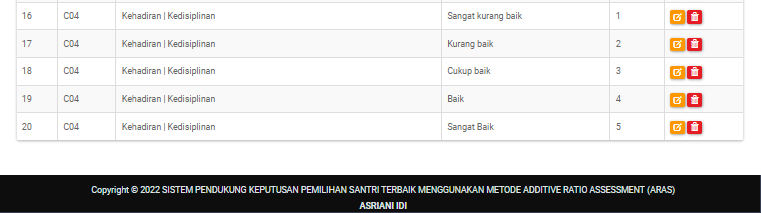 16 C04 Kehadiran | Kedisiplinan Sangat kurang baik 1
17 C04 Kehadiran | Kedisiplinan Kurang baik 2
18 C04 Kehadiran | Kedisiplinan Cukup baik 3
19 C04 Kehadiran | Kedisiplinan Baik 4
20 C04 Kehadiran | Kedisiplinan Sangat Baik 5
Copyright © 2022 SISTEM PENDUKUNG KEPUTUSAN PEMILIHAN SANTRI TERBAIK MENGGUNAKAN METODE ADDITIVE RATIO ASSESSMENT (ARAS)
ASRIANI IDI